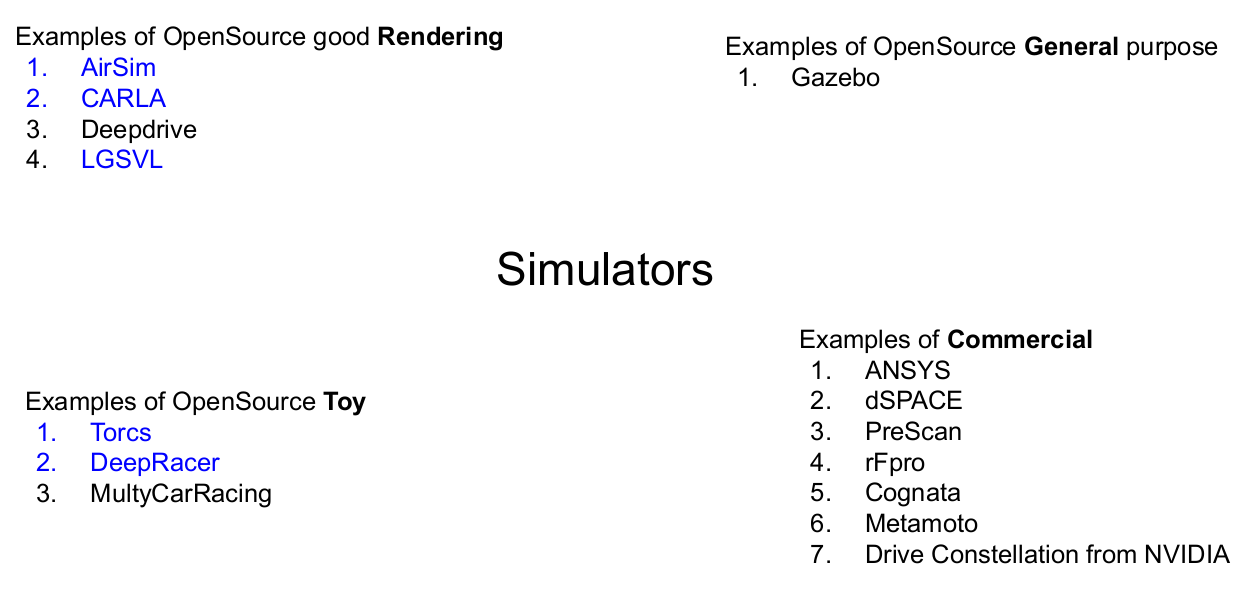 Examples of OpenSource good Rendering
1. AirSim
2. CARLA
3. Deepdrive
4. LGSVL
Examples of OpenSource General purpose
1. Gazebo
Simulators
Examples of OpenSource Toy
1. Torcs
2. DeepRacer
3. MultyCarRacing
Examples of Commercial
1. ANSYS
2. dSPACE
3. PreScan
4. rFpro
5. Cognata
6. Metamoto
7. Drive Constellation from NVIDIA